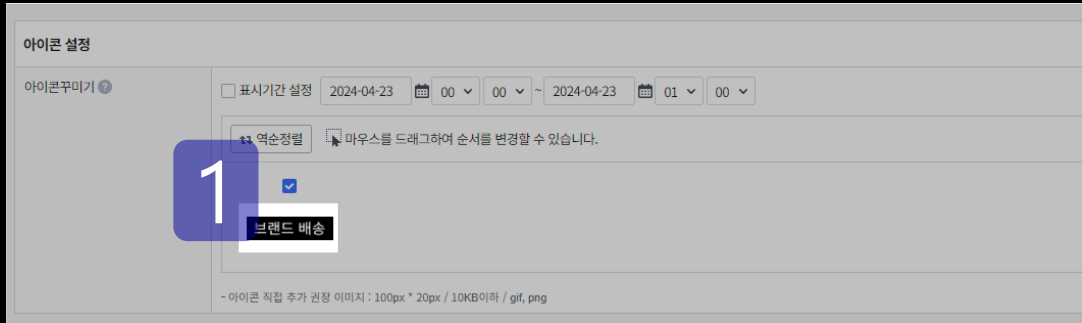 아이콘 설정
아이콘꾸미기 ?
표시기간 설정 2024-04-23 00 00 ~ 2024-04-23 01 00
역순정렬 마우스를 드래그하여 순서를 변경할 수 있습니다.
1
브랜드 배송
- 아이콘 직접 추가 권장 이미지 : 100px * 20px / 10KB이하 / gif, png